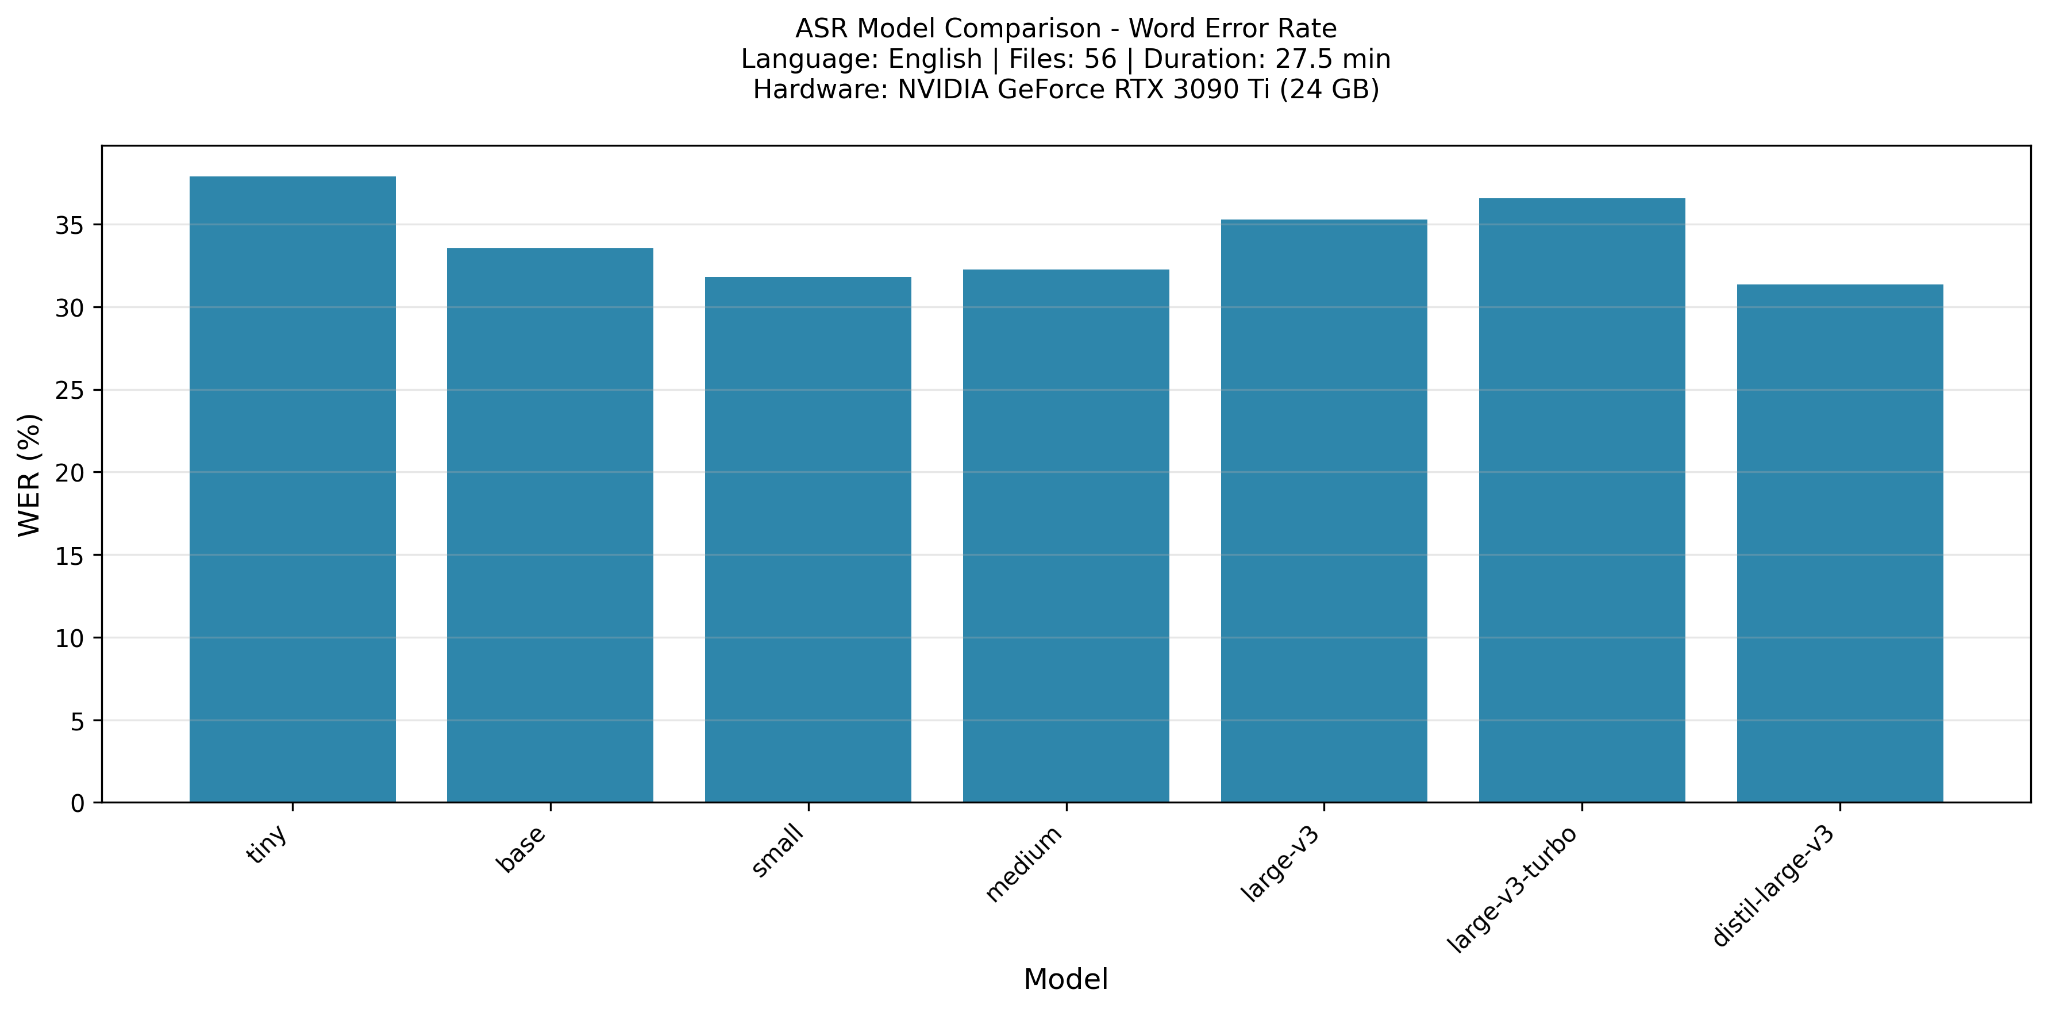 ASR Model Comparison - Word Error Rate
Language: English | Files: 56 | Duration: 27.5 min
Hardware: NVIDIA GeForce RTX 3090 Ti (24 GB)
WER (%)
35
30
25
20
15
10
5
0
tiny
base
small
medium
large-v3
large-v3-turbo
distil-large-v3
Model